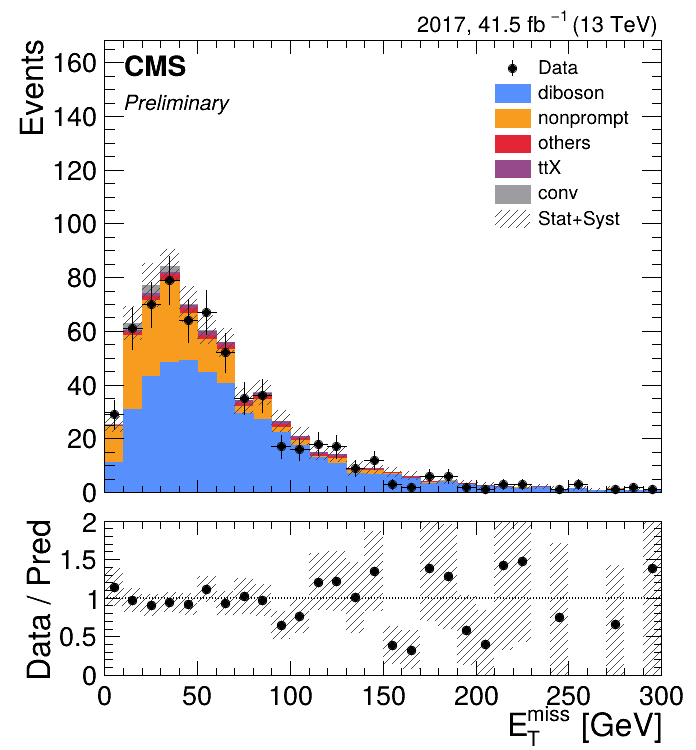 2017, 41.5 fb⁻¹ (13 TeV)
Events
160
140
120
100
80
60
40
20
0
CMS
Preliminary
Data
diboson
nonprompt
others
ttX
conv
Stat+Syst
Data / Pred
2
1.5
1
0.5
0
0 50 100 150 200 250 300
E_T^miss [GeV]